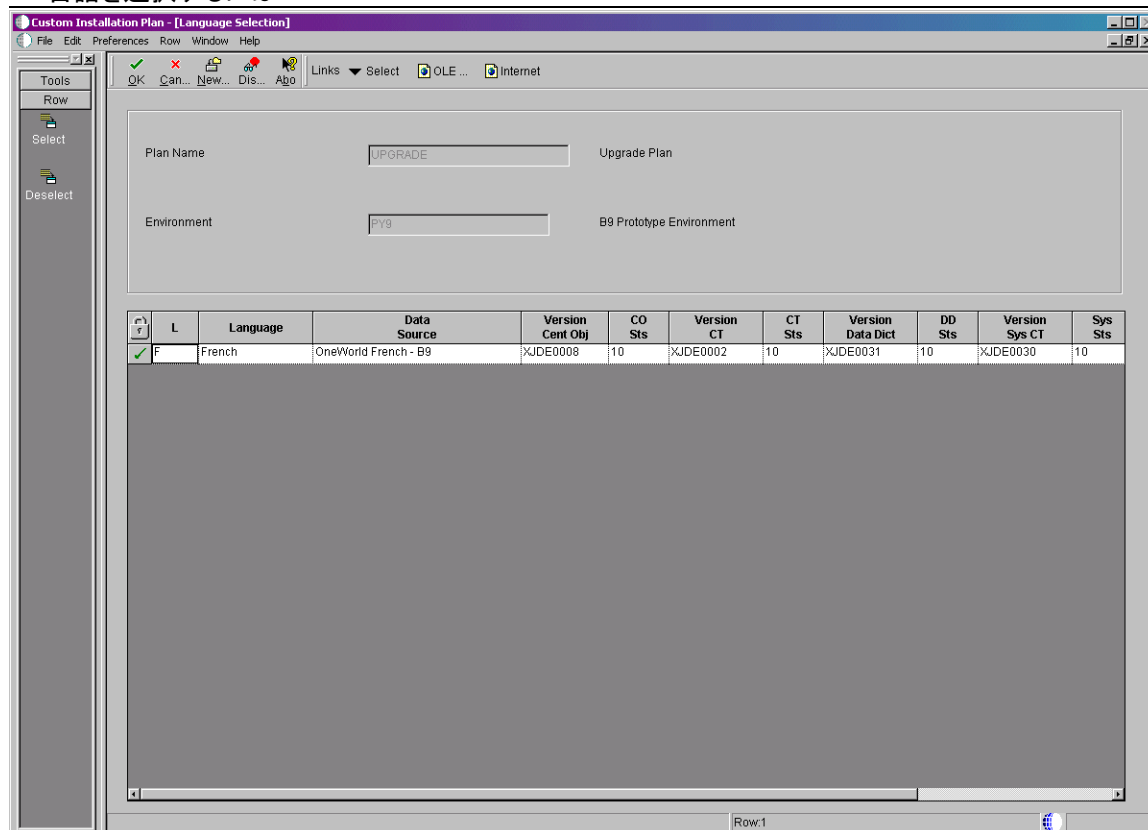 Custom Installation Plan - [Language Selection]
File Edit Preferences Row Window Help
OK Can... New... Dis... Abo Links Select OLE ... Internet
Tools
Row
Select
Deselect
Plan Name UPGRADE Upgrade Plan
Environment PY9 B9 Prototype Environment
L Language Data Source Version Cent Obj CO Sts Version CT CT Sts Version Data Dict DD Sts Version Sys CT Sys Sts
F French OneWorld French - B9 XJDE0008 10 XJDE0002 10 XJDE0031 10 XJDE0030 10
Row:1